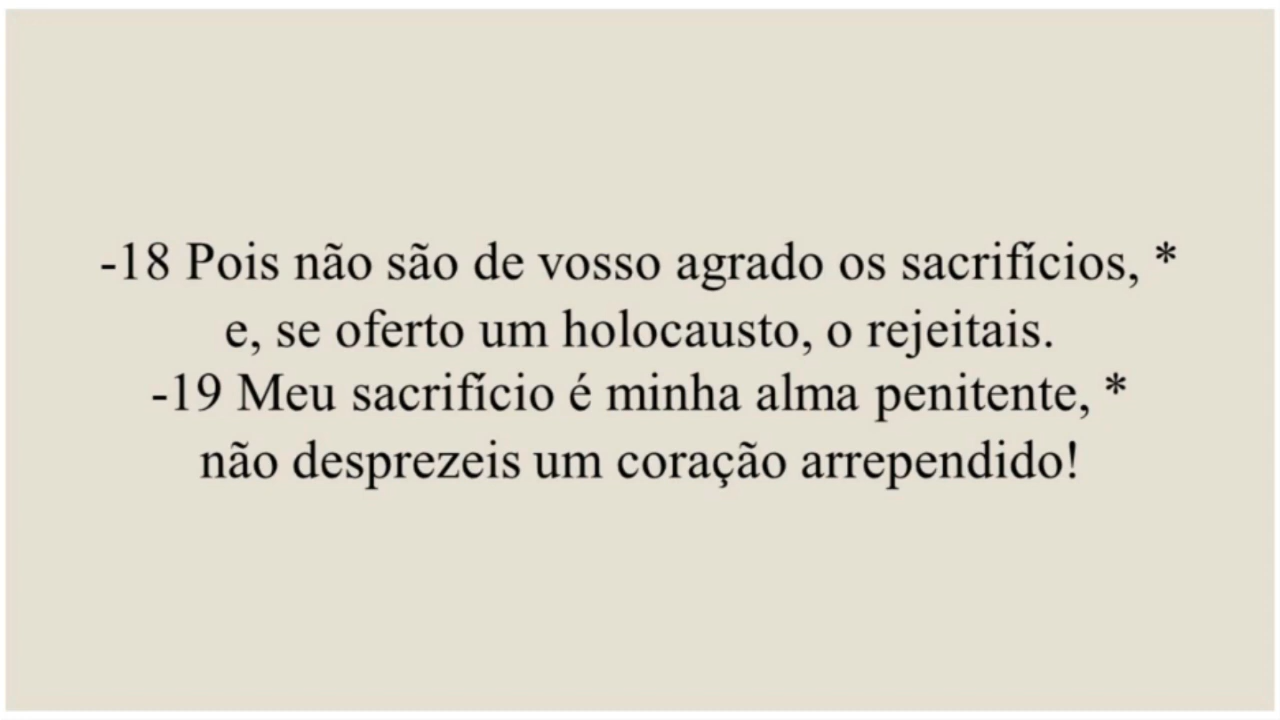 -18 Pois não são de vosso agrado os sacrifícios, *
e, se oferto um holocausto, o rejeitais.
-19 Meu sacrifício é minha alma penitente, *
não desprezeis um coração arrependido!